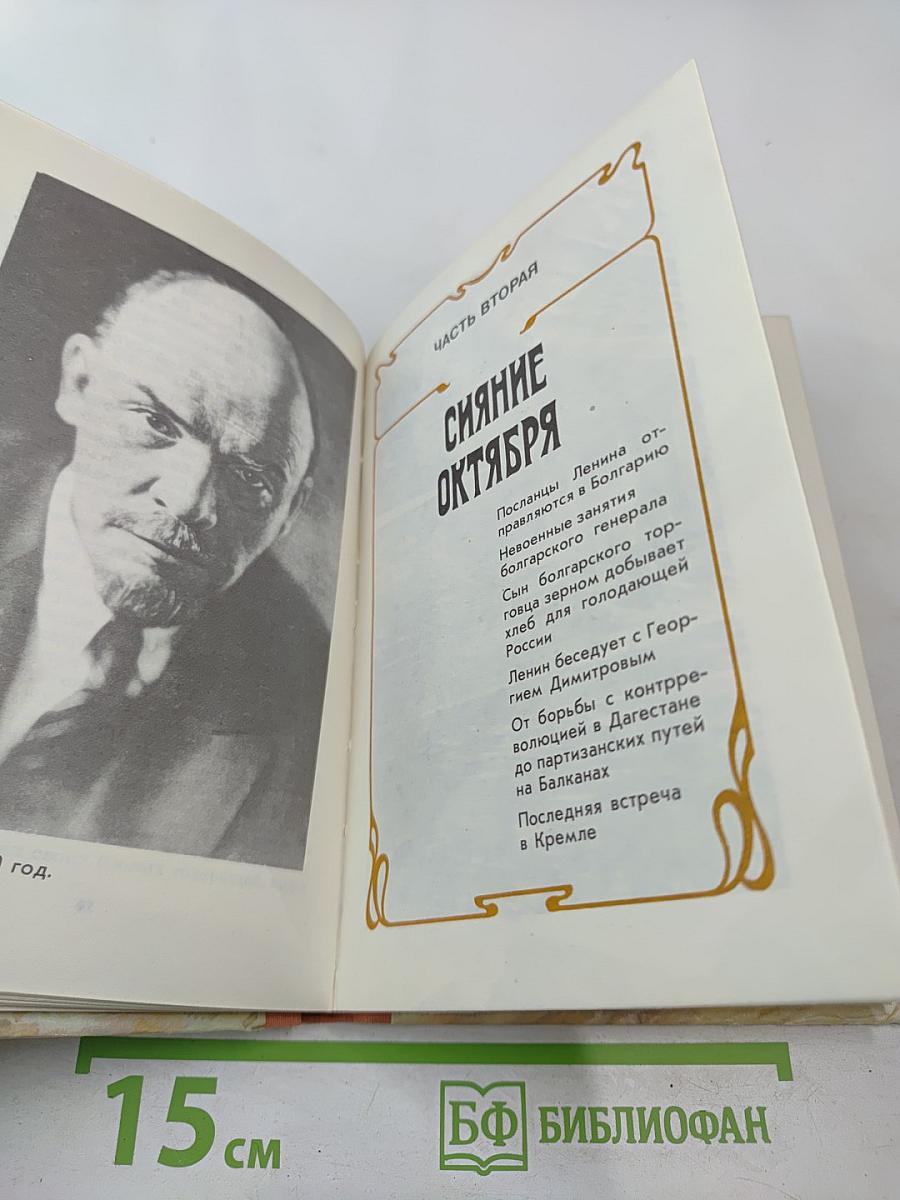 год.
ЧАСТЬ ВТОРАЯ
СИЯНИЕ
ОКТЯБРЯ
Посланцы Ленина от-
правляются в Болгарию
Невоенные занятия
болгарского генерала
Сын болгарского тор-
говца зерном добывает
хлеб для голодающей
России
Ленин беседует с Геор-
гием Димитровым
От борьбы с контрре-
волюцией в Дагестане
до партизанских путей
на Балканах
Последняя встреча
в Кремле
15 см
БФ БИБЛИОФАН